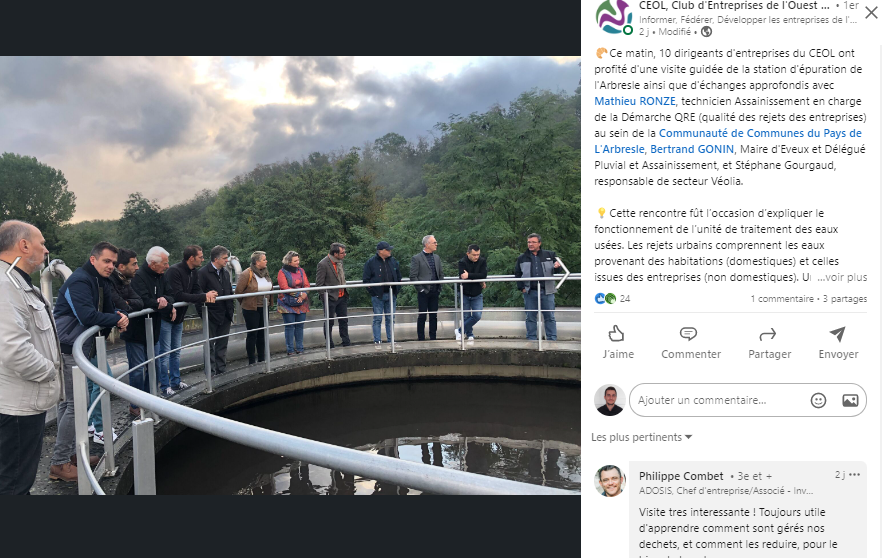 CEOL, Club d'Entreprises de l'Ouest ... • 1er
Informer, Fédérer, Développer les entreprises de l'...
2 j • Modifié •
Ce matin, 10 dirigeants d'entreprises du CEOL ont
profité d'une visite guidée de la station d'épuration de
l'Arbresle ainsi que d'échanges approfondis avec
Mathieu RONZE, technicien Assainissement en charge
de la Démarche QRE (qualité des rejets des entreprises)
au sein de la Communauté de Communes du Pays de
L'Arbresle, Bertrand GONIN, Maire d'Eveux et Délégué
Pluvial et Assainissement, et Stéphane Gourgaud,
responsable de secteur Véolia.
Cette rencontre fût l'occasion d'expliquer le
fonctionnement de l'unité de traitement des eaux
usées. Les rejets urbains comprennent les eaux
provenant des habitations (domestiques) et celles
issues des entreprises (non domestiques). U ...voir plus
24 1 commentaire • 3 partages
J'aime Commenter Partager Envoyer
Ajouter un commentaire...
Les plus pertinents
Philippe Combet • 3e et + 2 j •••
ADOSIS, Chef d'entreprise/Associé - Inv...
Visite tres interessante ! Toujours utile
d'apprendre comment sont gérés nos
dechets, et comment les reduire, pour le